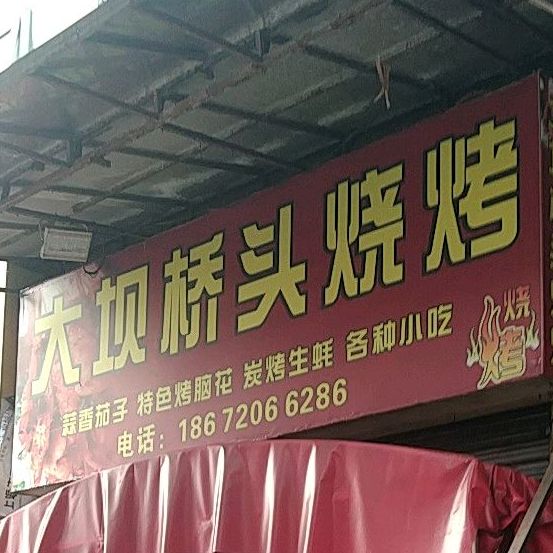 大坝桥头烧烤
蒜香茄子 特色烤脑花 炭烤生蚝 各种小吃
电话：186 7206 6286
烧
烤